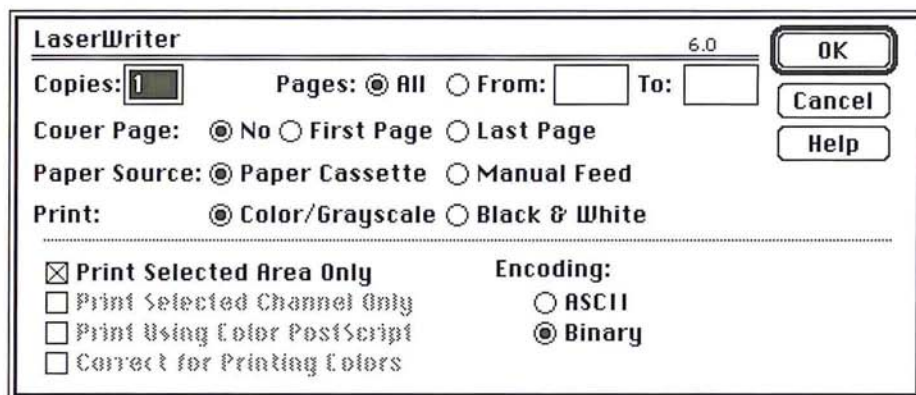 LaserWriter 6.0 OK
Copies: 1 Pages: All From: To:
Cancel
Cover Page: No First Page Last Page
Help
Paper Source: Paper Cassette Manual Feed
Print: Color/Grayscale Black & White
Print Selected Area Only Encoding:
Print Selected Channel Only ASCII
Print Using Color PostScript Binary
Correct for Printing Colors